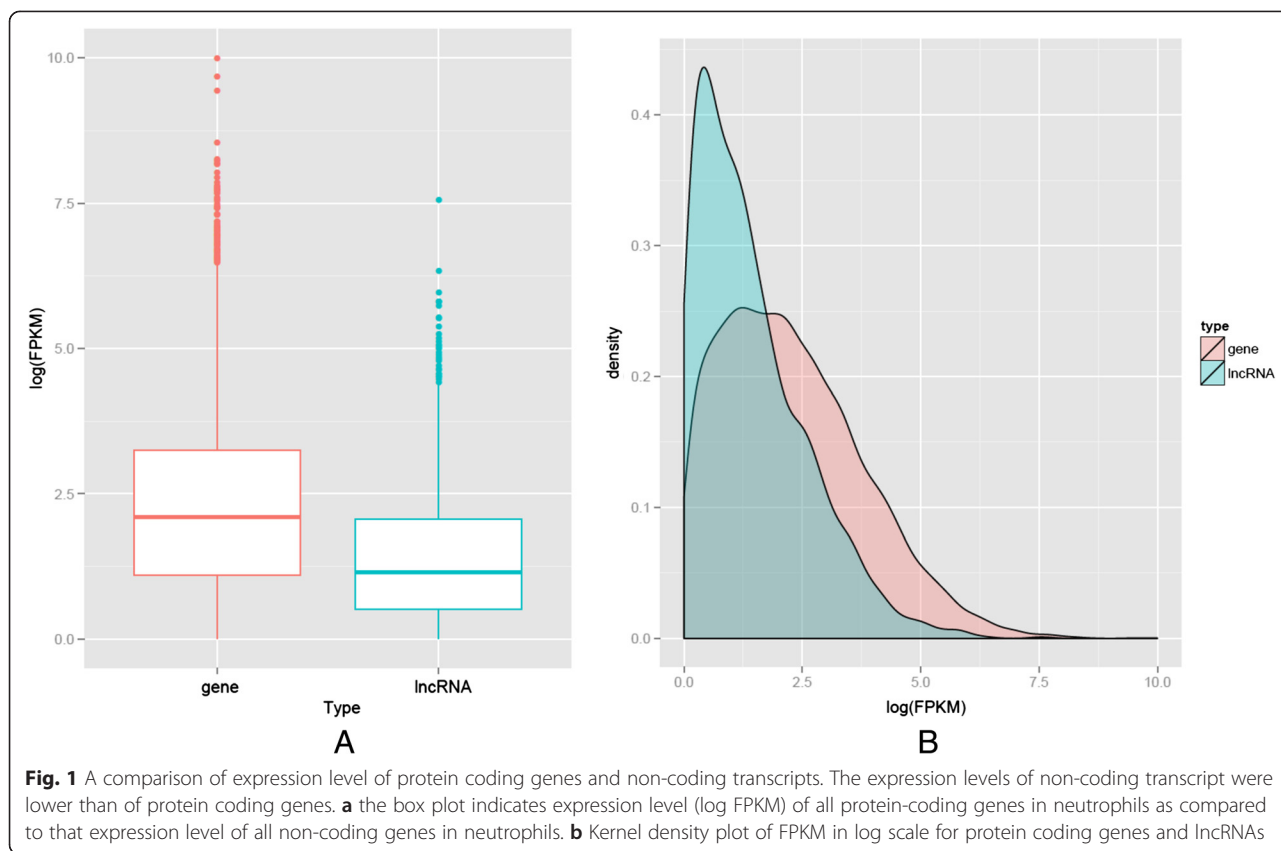 10.0
7.5
5.0
2.5
0.0
log(FPKM)
gene
lncRNA
Type
A
0.4
0.3
0.2
0.1
0.0
density
0.0
2.5
5.0
7.5
10.0
log(FPKM)
B
type
gene
lncRNA
Fig. 1 A comparison of expression level of protein coding genes and non-coding transcripts. The expression levels of non-coding transcript were
lower than of protein coding genes. a the box plot indicates expression level (log FPKM) of all protein-coding genes in neutrophils as compared
to that expression level of all non-coding genes in neutrophils. b Kernel density plot of FPKM in log scale for protein coding genes and lncRNAs